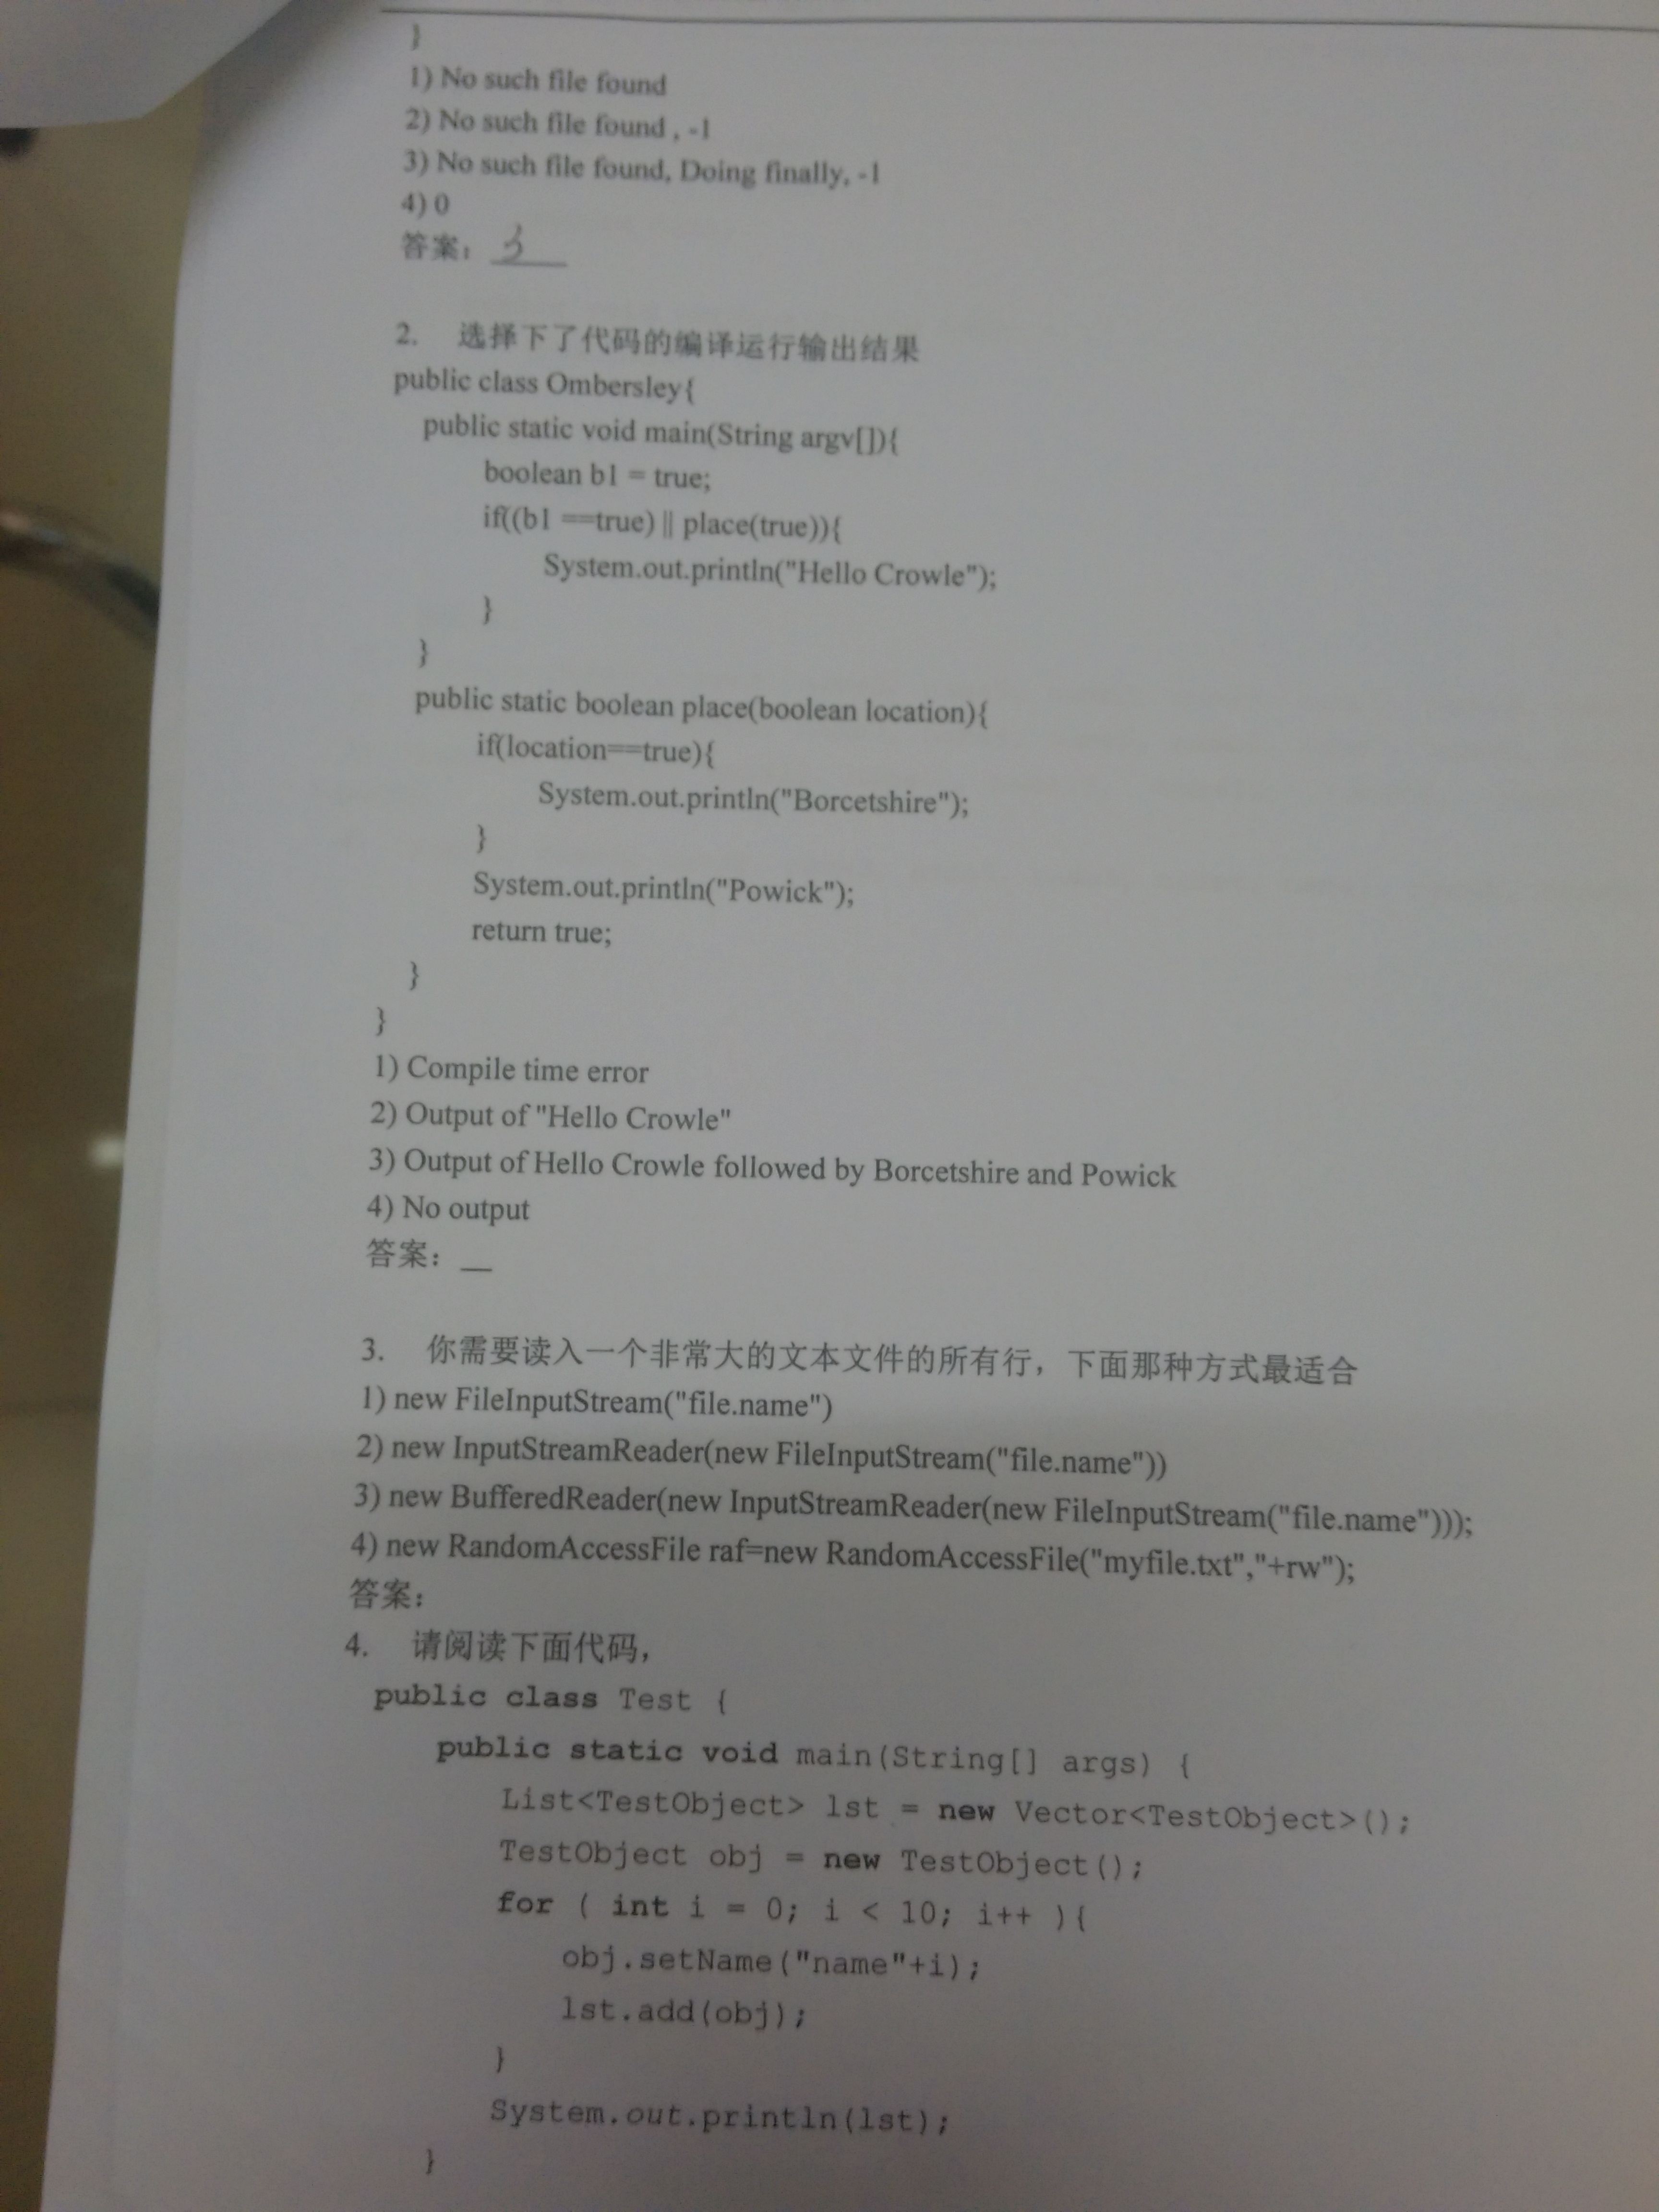 }
1) No such file found
2) No such file found , -1
3) No such file found, Doing finally, -1
4) 0
答案： 3
2. 选择下了代码的编译运行输出结果
public class Ombersley{
public static void main(String argv[]){
boolean b1 = true;
if((b1 ==true) || place(true)){
System.out.println("Hello Crowle");
}
}
public static boolean place(boolean location){
if(location==true){
System.out.println("Borcetshire");
}
System.out.println("Powick");
return true;
}
}
1) Compile time error
2) Output of "Hello Crowle"
3) Output of Hello Crowle followed by Borcetshire and Powick
4) No output
答案：__
3. 你需要读入一个非常大的文本文件的所有行，下面那种方式最适合
1) new FileInputStream("file.name")
2) new InputStreamReader(new FileInputStream("file.name"))
3) new BufferedReader(new InputStreamReader(new FileInputStream("file.name")));
4) new RandomAccessFile raf=new RandomAccessFile("myfile.txt","+rw");
答案：
4. 请阅读下面代码，
public class Test {
public static void main(String[] args) {
List<TestObject> lst = new Vector<TestObject>();
TestObject obj = new TestObject();
for ( int i = 0; i < 10; i++ ){
obj.setName("name"+i);
lst.add(obj);
}
System.out.println(lst);
}